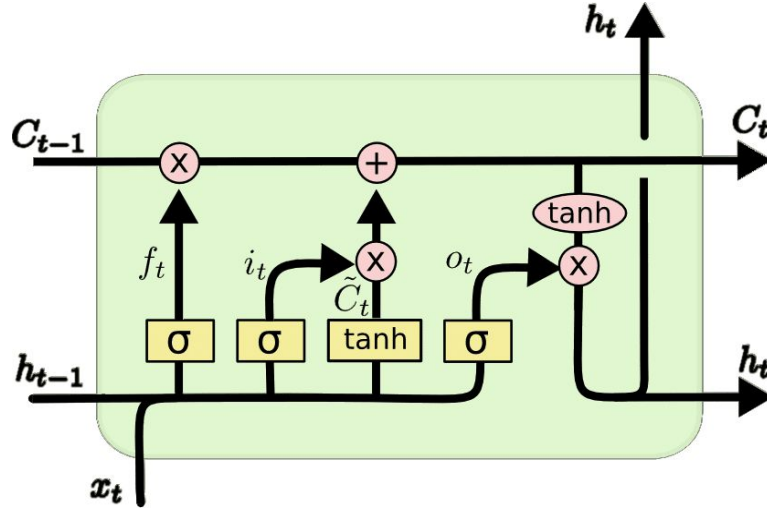 h_t
C_{t-1} C_t
x +
tanh
f_t i_t x o_t x
C̃_t
σ σ tanh σ
h_{t-1} h_t
x_t